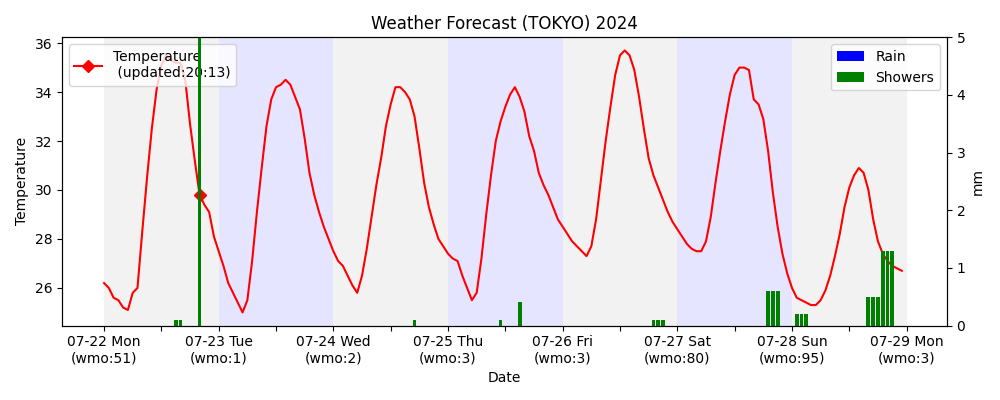 Weather Forecast (TOKYO) 2024
Temperature
(updated:20:13)
Rain
Showers
36
34
32
30
28
26
Temperature
5
4
3
2
1
0
mm
07-22 Mon
(wmo:51)
07-23 Tue
(wmo:1)
07-24 Wed
(wmo:2)
07-25 Thu
(wmo:3)
07-26 Fri
(wmo:3)
07-27 Sat
(wmo:80)
07-28 Sun
(wmo:95)
07-29 Mon
(wmo:3)
Date